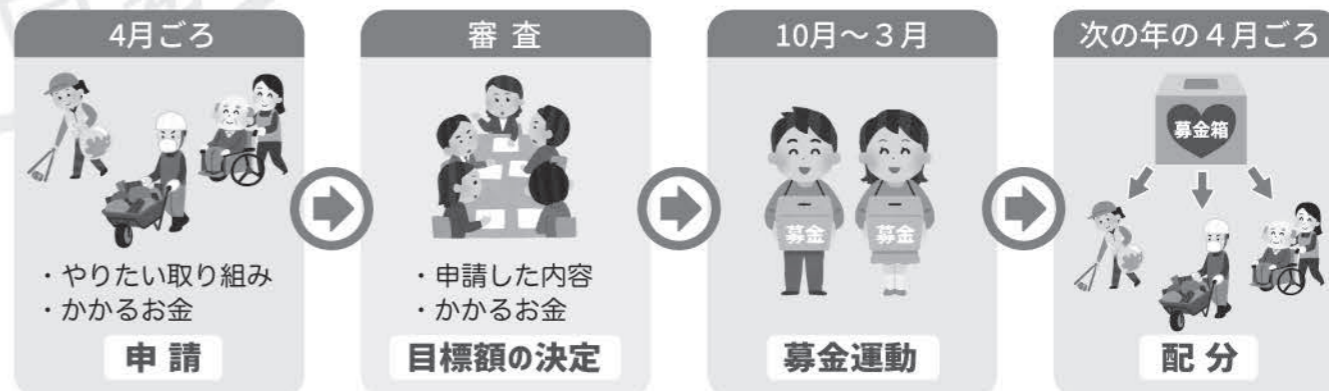 4月ごろ
・やりたい取り組み
・かかるお金
申請
審査
・申請した内容
・かかるお金
目標額の決定
10月～3月
募金
募金
募金運動
次の年の4月ごろ
募金箱
配分